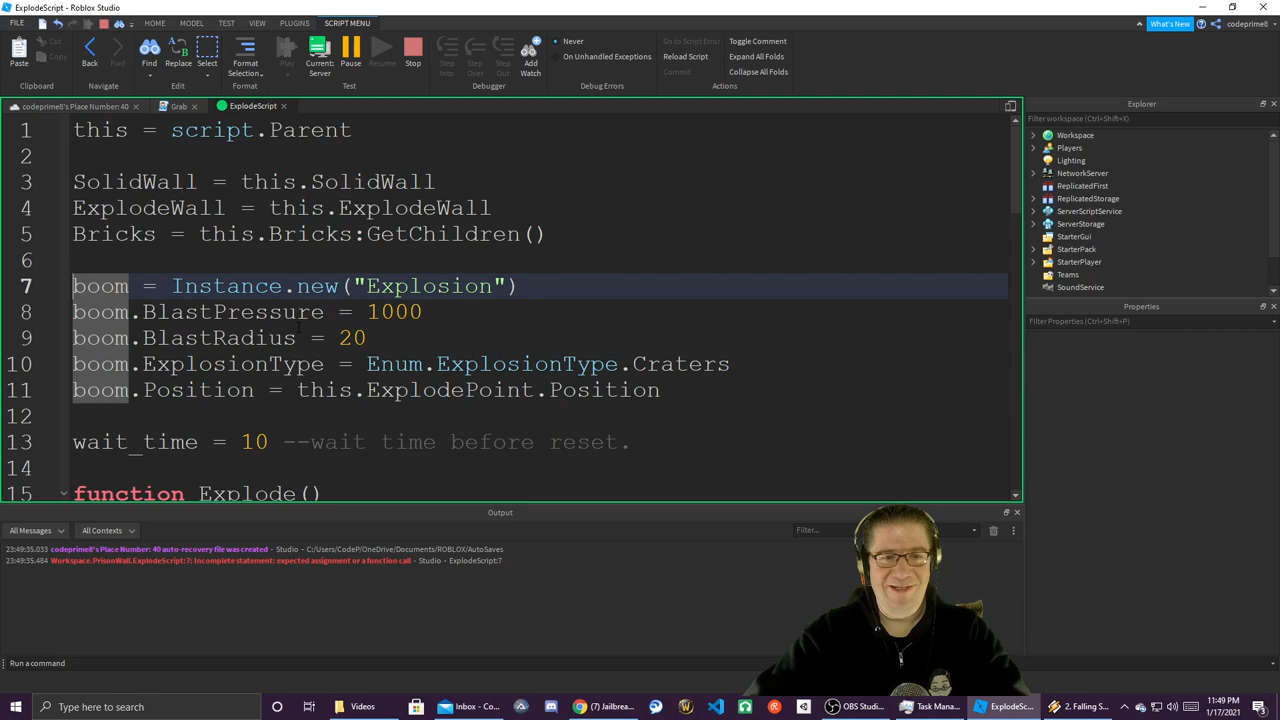 ExplodeScript - Roblox Studio
FILE HOME MODEL TEST VIEW PLUGINS SCRIPT MENU What's New codeprime8
Paste Cut Copy Back Fwd Find Replace Select Format Selection... Play Current: Server Pause Resume Stop Step Into Step Over Step Out Add Watch Never On Unhandled Exceptions Go to Script Error Reload Script Commit Toggle Comment Expand All Folds Collapse All Folds
Clipboard Navigate Edit Format Test Debugger Debug Errors Actions
codeprime8's Place Number: 40 Grab ExplodeScript
1 this = script.Parent
2
3 SolidWall = this.SolidWall
4 ExplodeWall = this.ExplodeWall
5 Bricks = this.Bricks:GetChildren()
6
7 boom = Instance.new("Explosion")
8 boom.BlastPressure = 1000
9 boom.BlastRadius = 20
10 boom.ExplosionType = Enum.ExplosionType.Craters
11 boom.Position = this.ExplodePoint.Position
12
13 wait_time = 10 --wait time before reset.
14
15 function Explode()
Explorer
Filter workspace (Ctrl+Shift+X)
Workspace
Players
Lighting
NetworkServer
ReplicatedFirst
ReplicatedStorage
ServerScriptService
ServerStorage
StarterGui
StarterPack
StarterPlayer
Teams
SoundService
Properties
Filter Properties (Ctrl+Shift+P)
Output
All Messages All Contexts Filter...
23:49:35.033 codeprime8's Place Number: 40 auto-recovery file was created - Studio - C:/Users/CodeP/OneDrive/Documents/ROBLOX/AutoSaves
23:49:35.484 Workspace.PrisonWall.ExplodeScript:7: Incomplete statement: expected assignment or a function call - Studio - ExplodeScript:7
Run a command
Type here to search Videos Inbox - Co... (7) Jailbreak... OBS Studi... Task Mana... ExplodeSc... 2. Falling S... 11:49 PM
1/17/2021